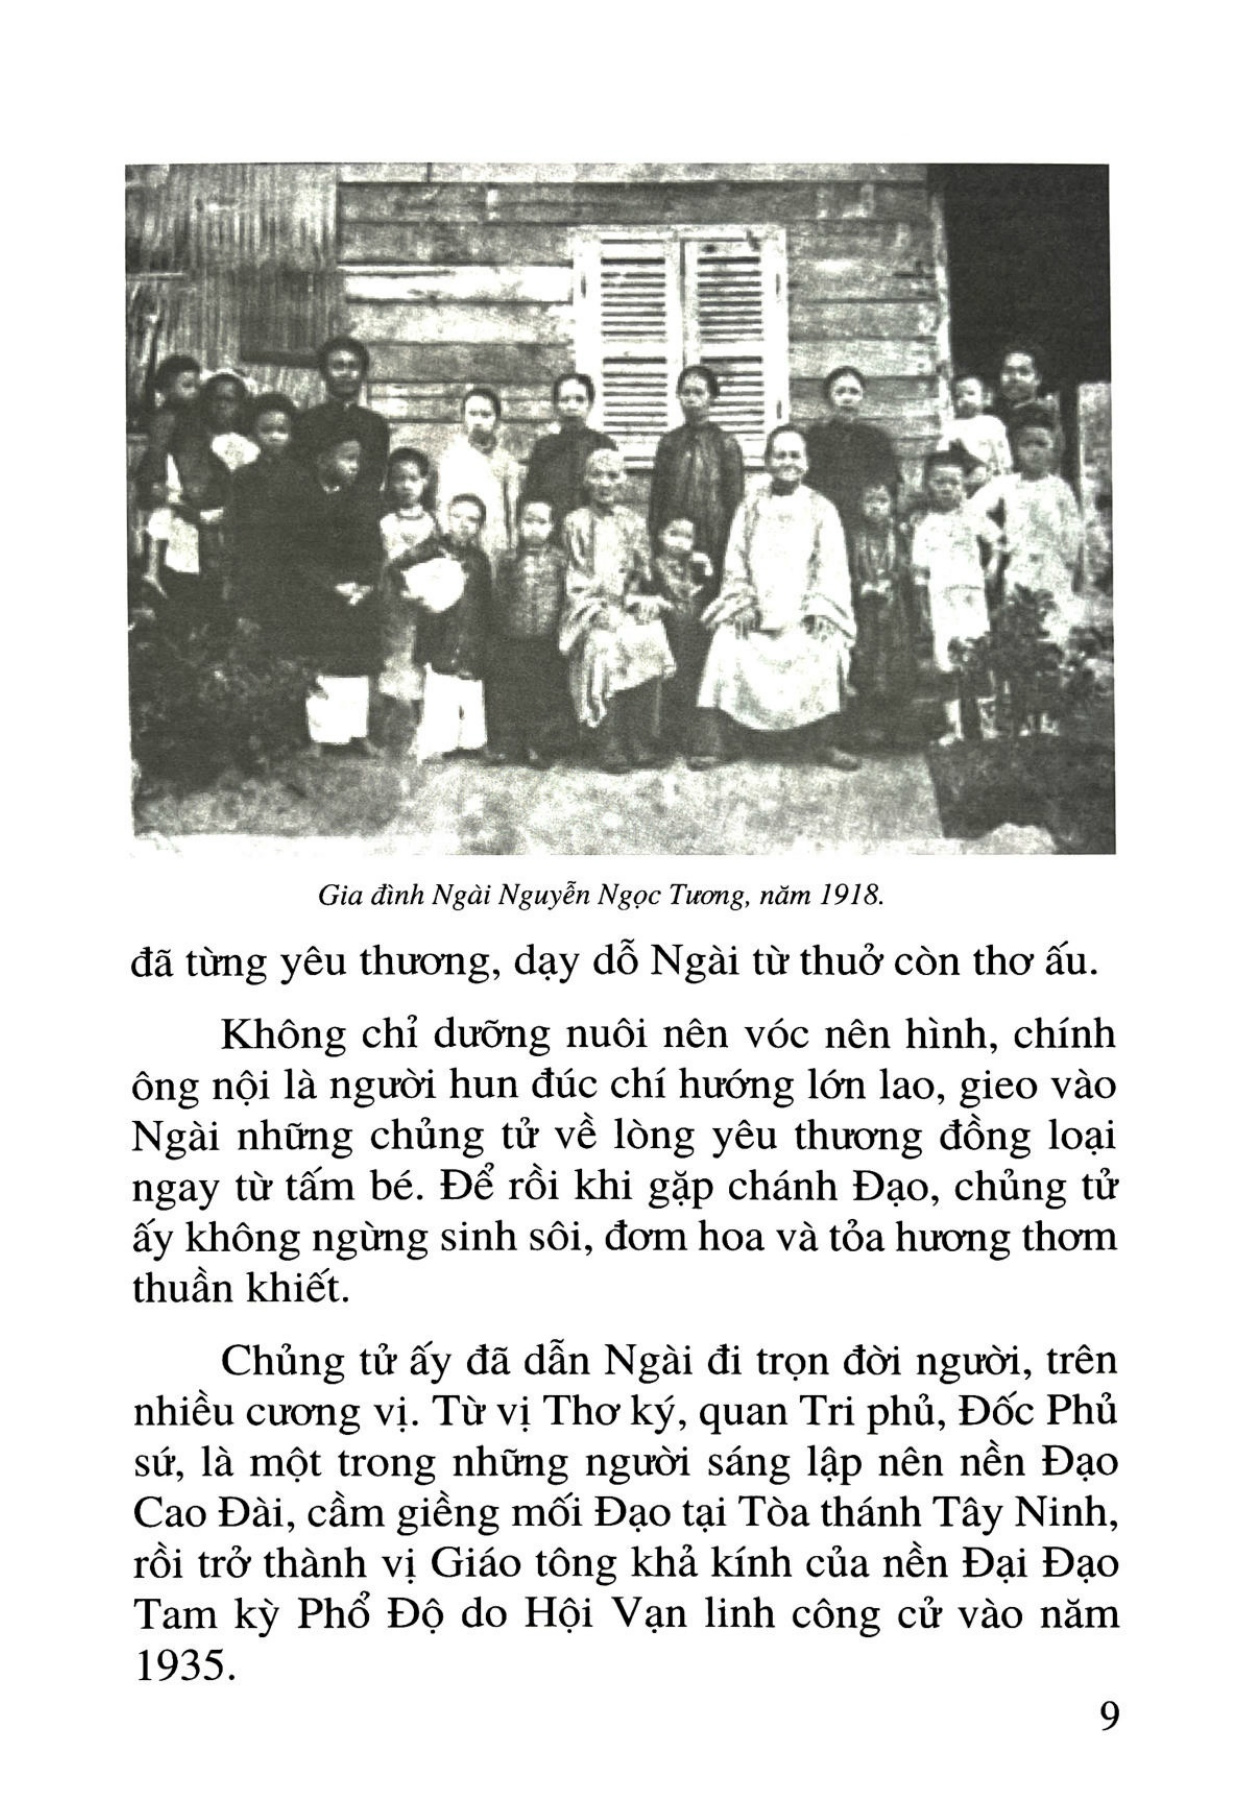 Gia đình Ngài Nguyễn Ngọc Tương, năm 1918.
đã từng yêu thương, dạy dỗ Ngài từ thuở còn thơ ấu.
Không chỉ dưỡng nuôi nên vóc nên hình, chính
ông nội là người hun đúc chí hướng lớn lao, gieo vào
Ngài những chủng tử về lòng yêu thương đồng loại
ngay từ tấm bé. Để rồi khi gặp chánh Đạo, chủng tử
ấy không ngừng sinh sôi, đơm hoa và tỏa hương thơm
thuần khiết.
Chủng tử ấy đã dẫn Ngài đi trọn đời người, trên
nhiều cương vị. Từ vị Thơ ký, quan Tri phủ, Đốc Phủ
sứ, là một trong những người sáng lập nên nền Đạo
Cao Đài, cầm giềng mối Đạo tại Tòa thánh Tây Ninh,
rồi trở thành vị Giáo tông khả kính của nền Đại Đạo
Tam kỳ Phổ Độ do Hội Vạn linh công cử vào năm
1935.
9